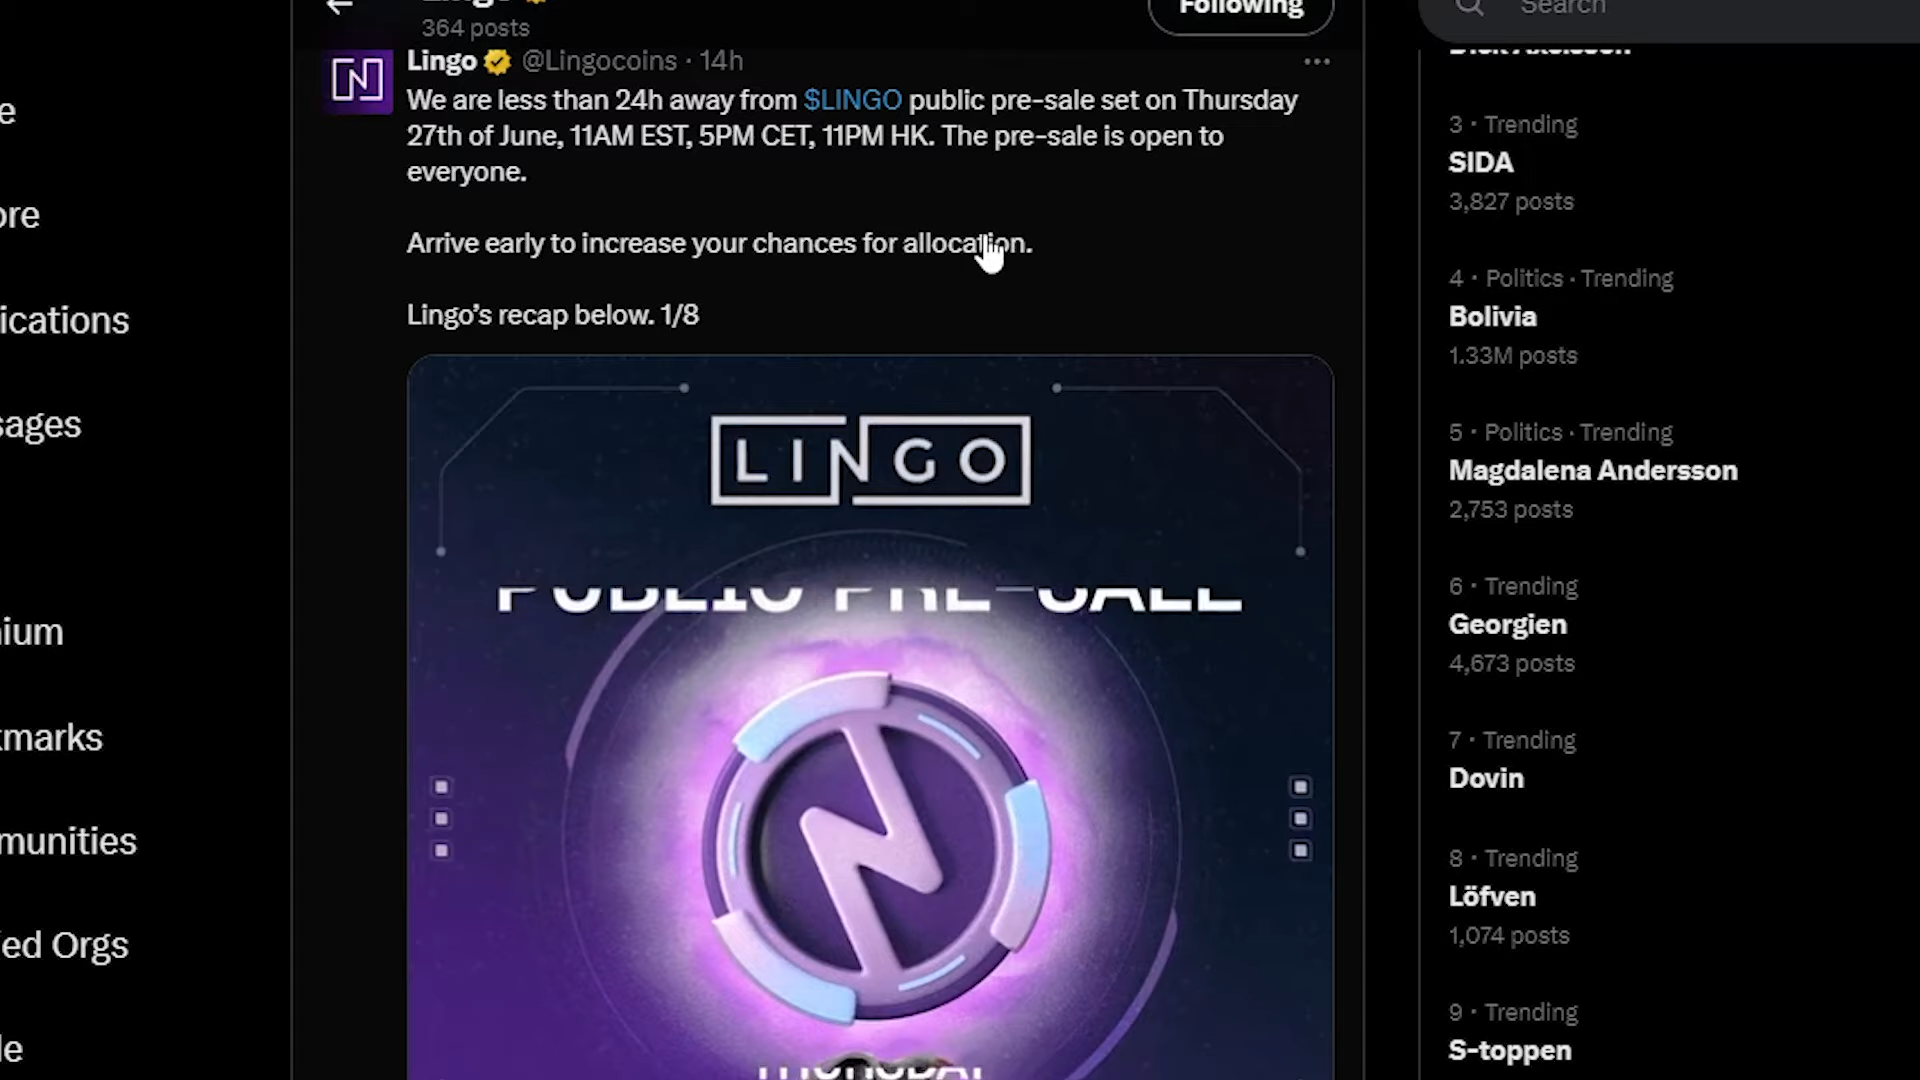 364 posts
Following
Search
Lingo @Lingocoins · 14h
We are less than 24h away from $LINGO public pre-sale set on Thursday
27th of June, 11AM EST, 5PM CET, 11PM HK. The pre-sale is open to
everyone.
Arrive early to increase your chances for allocation.
Lingo’s recap below. 1/8
LINGO
PUBLIC PRE-SALE
THURSDAY
e
ore
ications
sages
ium
kmarks
munities
ed Orgs
le
3 · Trending
SIDA
3,827 posts
4 · Politics · Trending
Bolivia
1.33M posts
5 · Politics · Trending
Magdalena Andersson
2,753 posts
6 · Trending
Georgien
4,673 posts
7 · Trending
Dovin
8 · Trending
Löfven
1,074 posts
9 · Trending
S-toppen